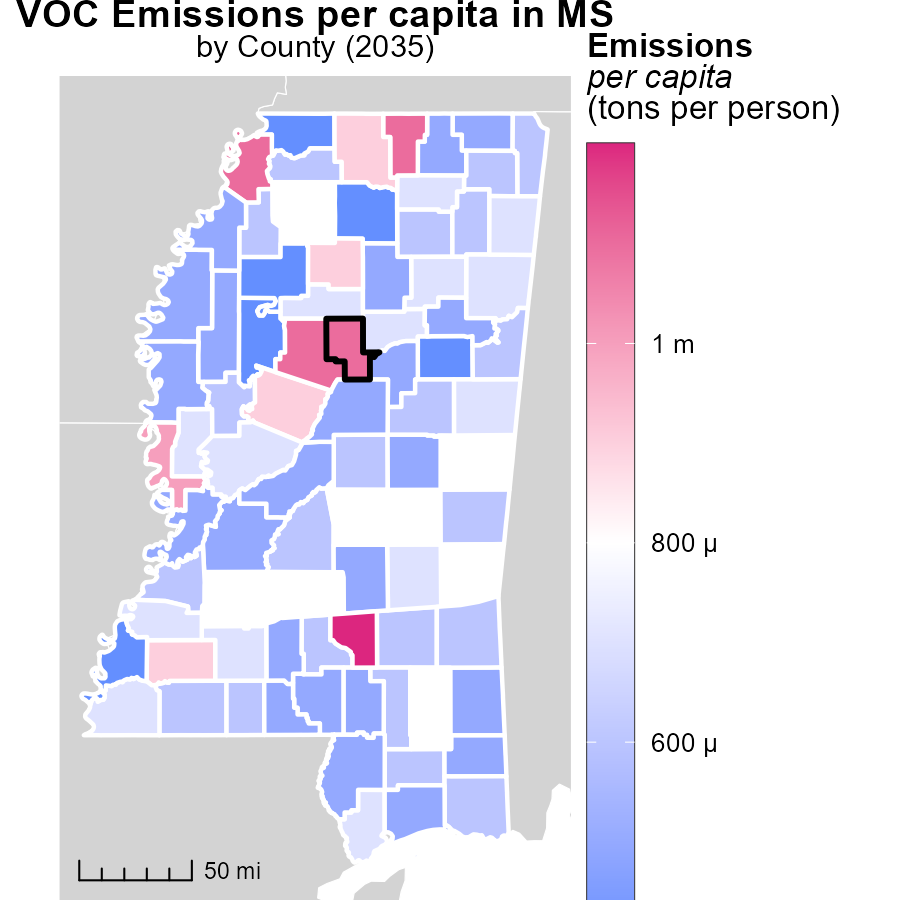 VOC Emissions per capita in MS
by County (2035)
Emissions
per capita
(tons per person)
1 m
800 µ
600 µ
50 mi